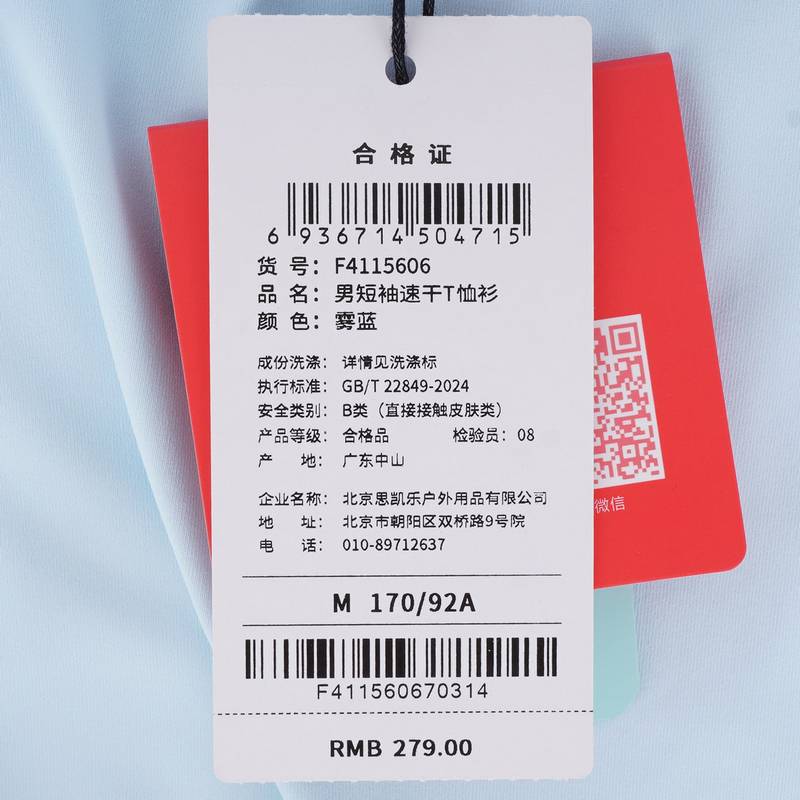 合格证
6 936714 504715
货 号： F4115606
品 名： 男短袖速干T恤衫
颜 色： 雾蓝
成份洗涤： 详情见洗涤标
执行标准： GB/T 22849-2024
安全类别： B类（直接接触皮肤类）
产品等级： 合格品 检验员：08
产 地： 广东中山
企业名称： 北京思凯乐户外用品有限公司
地 址： 北京市朝阳区双桥路9号院
电 话： 010-89712637
M 170/92A
F411560670314
RMB 279.00
微信